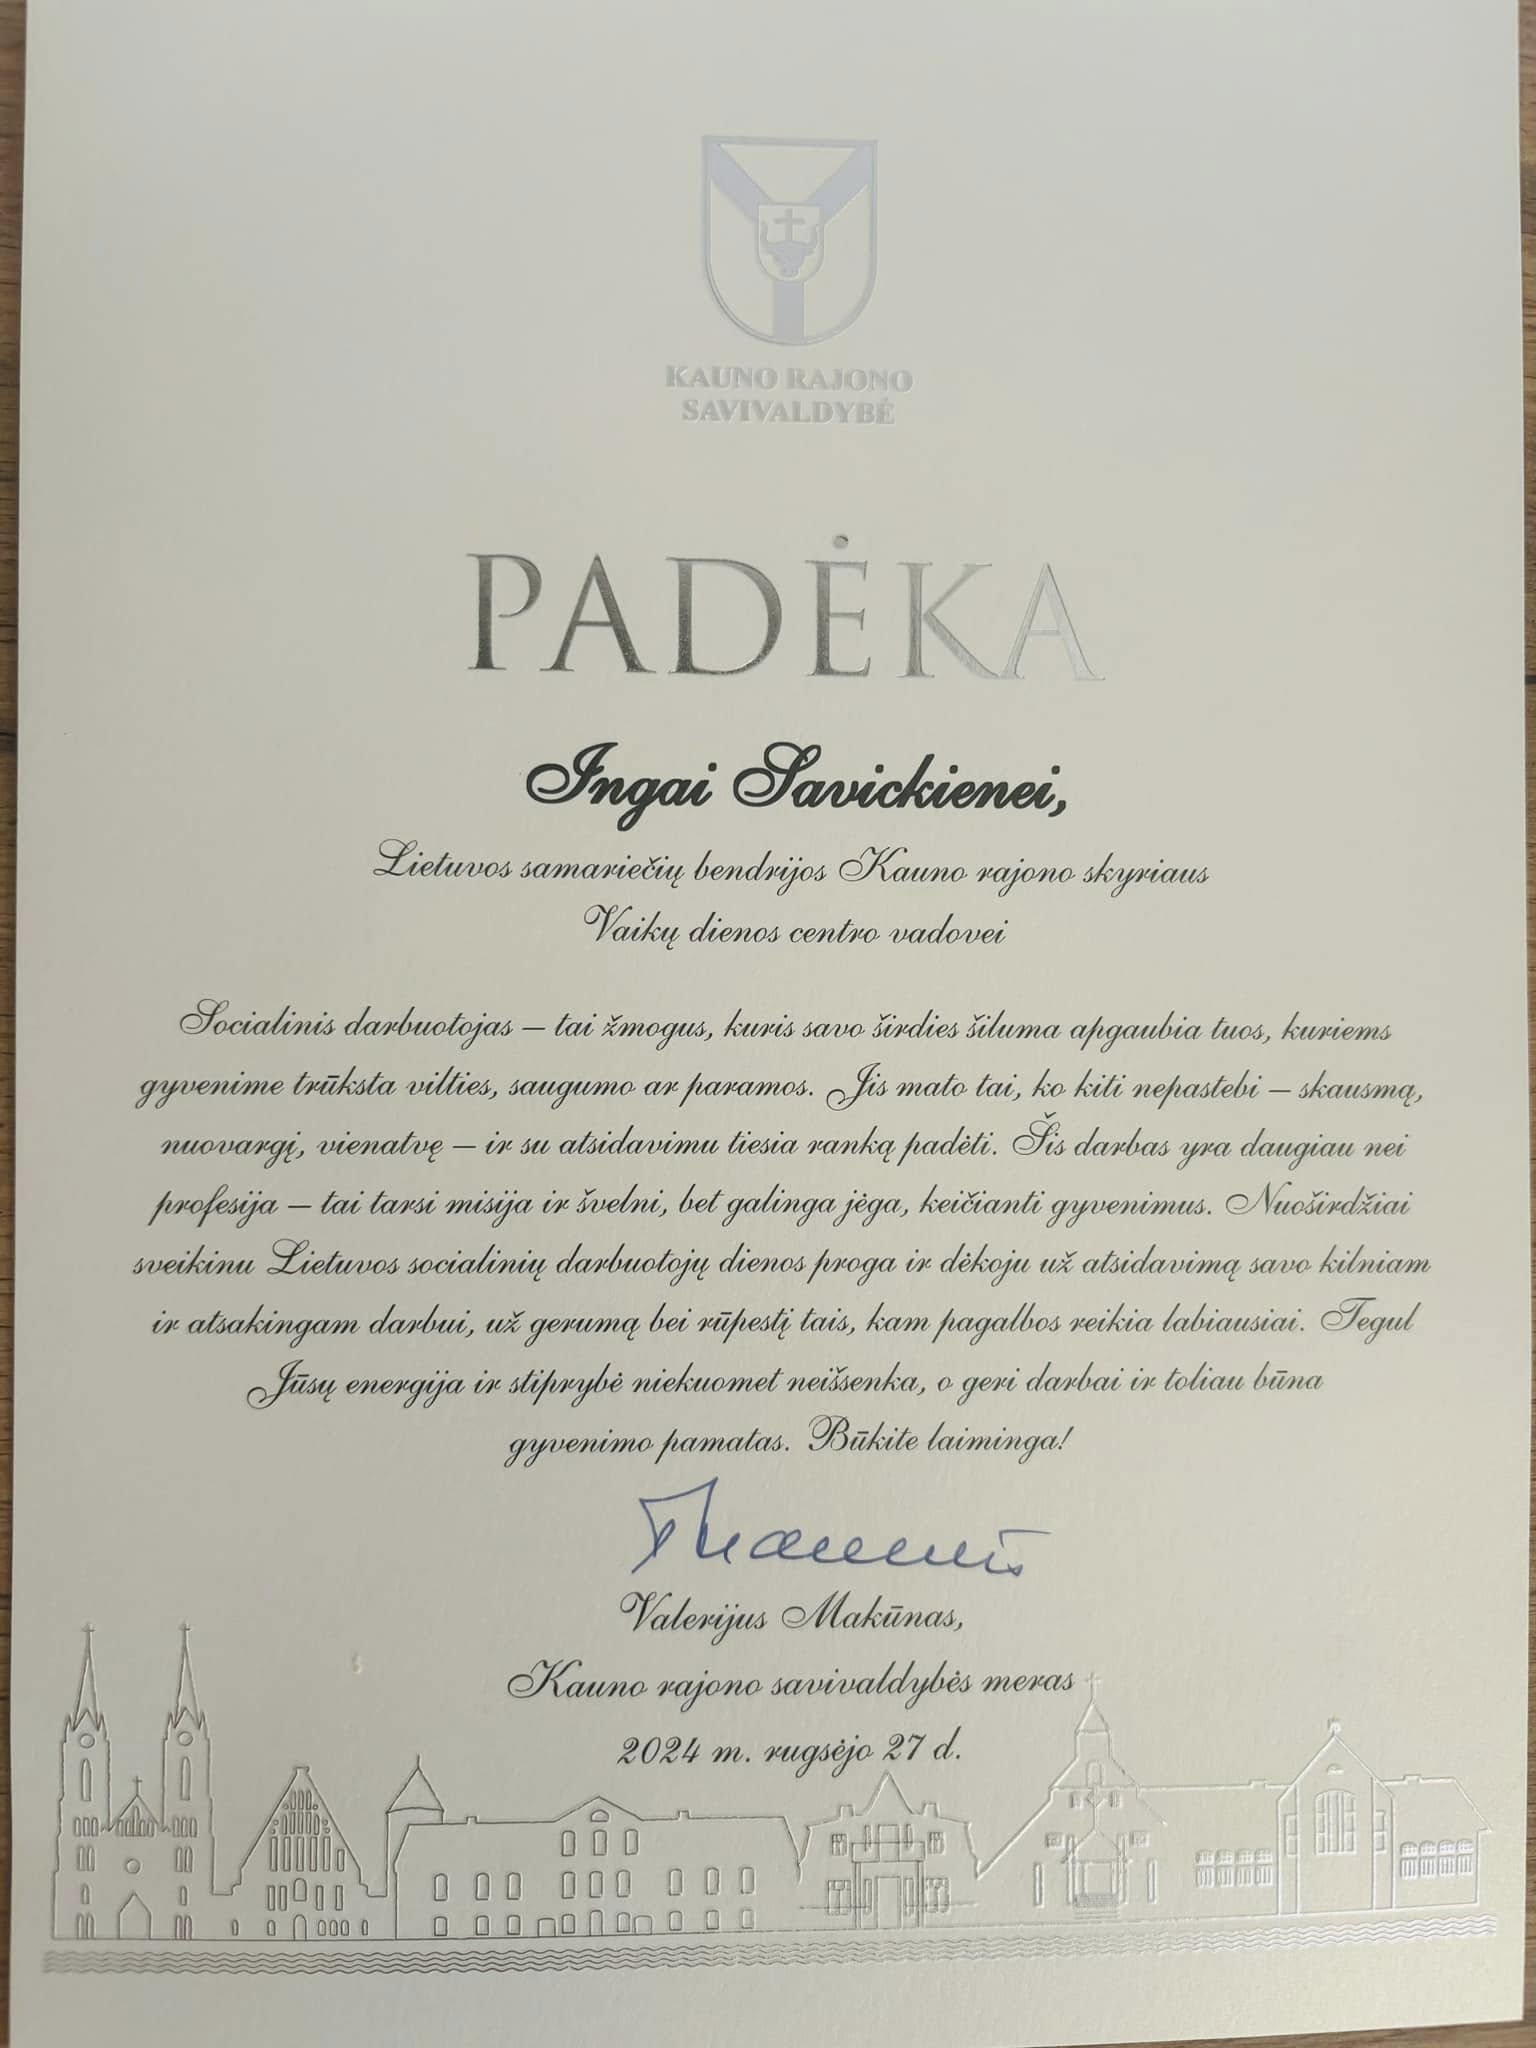 KAUNO RAJONO
SAVIVALDYBĖ
PADĖKA
Ingai Savickienei,
Lietuvos samariečių bendrijos Kauno rajono skyriaus
Vaikų dienos centro vadovei
Socialinis darbuotojas – tai žmogus, kuris savo širdies šiluma apgaubia tuos, kuriems
gyvenime trūksta vilties, saugumo ar paramos. Jis mato tai, ko kiti nepastebi – skausmą,
nuovargį, vienatvę – ir su atsidavimu tiesia ranką padėti. Šis darbas yra daugiau nei
profesija – tai tarsi misija ir švelni, bet galinga jėga, keičianti gyvenimus. Nuoširdžiai
sveikinu Lietuvos socialinių darbuotojų dienos proga ir dėkoju už atsidavimą savo kilniam
ir atsakingam darbui, už gerumą bei rūpestį tais, kam pagalbos reikia labiausiai. Tegul
Jūsų energija ir stiprybė niekuomet neišsenka, o geri darbai ir toliau būna
gyvenimo pamatas. Būkite laiminga!
Valerijus Makūnas,
Kauno rajono savivaldybės meras
2024 m. rugsėjo 27 d.